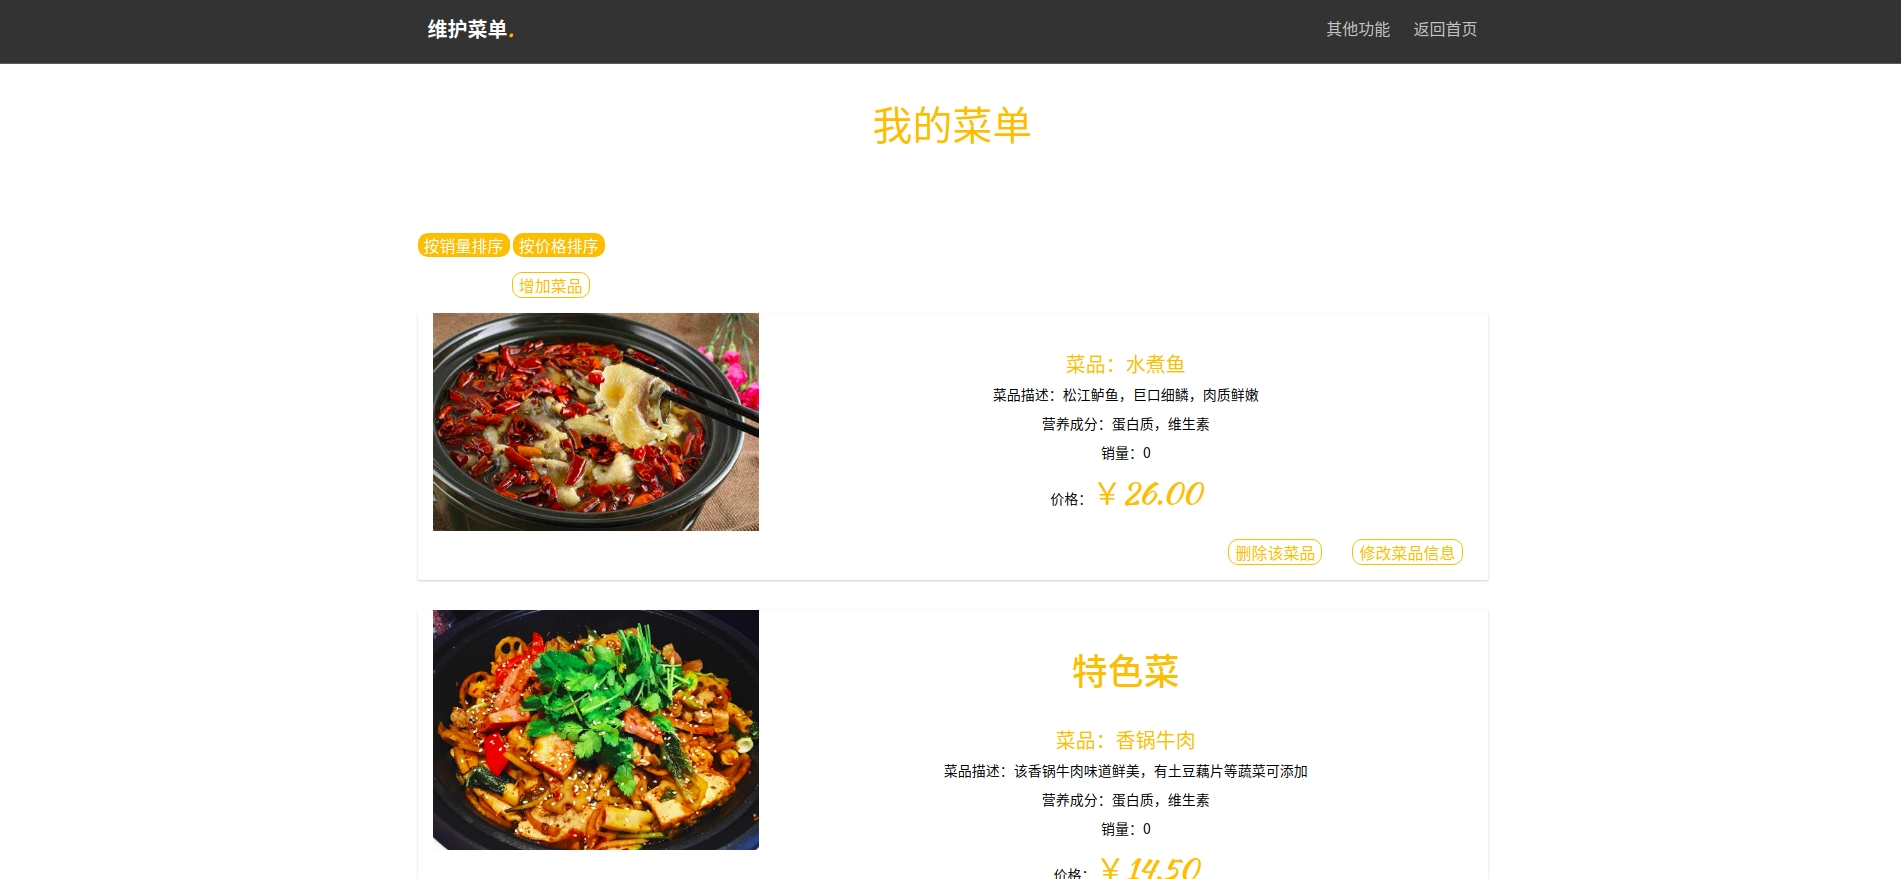 维护菜单.
其他功能 返回首页
我的菜单
按销量排序 按价格排序
增加菜品
菜品：水煮鱼
菜品描述：松江鲈鱼，巨口细鳞，肉质鲜嫩
营养成分：蛋白质，维生素
销量：0
价格：￥26.00
删除该菜品 修改菜品信息
特色菜
菜品：香锅牛肉
菜品描述：该香锅牛肉味道鲜美，有土豆藕片等蔬菜可添加
营养成分：蛋白质，维生素
销量：0
价格：￥14.50